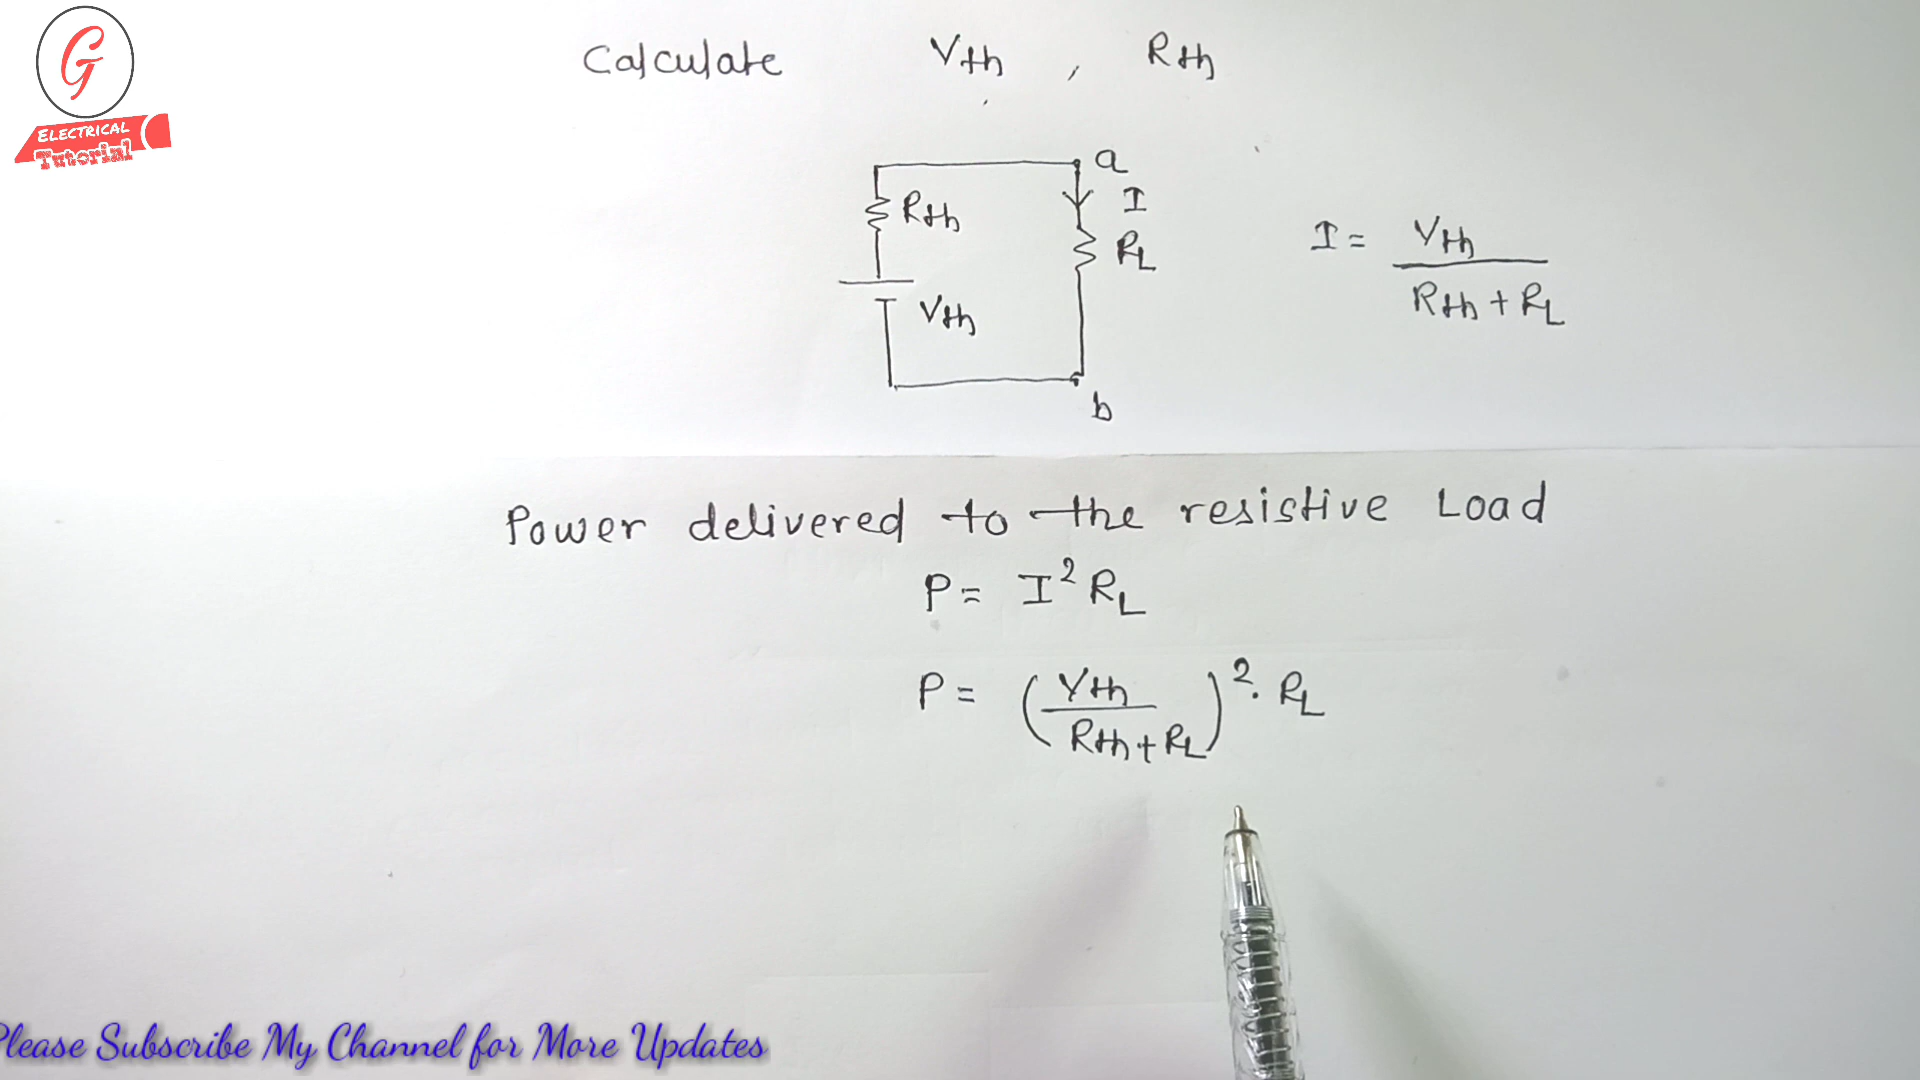 G
ELECTRICAL
Tutorial
Calculate Vth , Rth
a
I
Rth
RL
Vth
b
I = Vth / Rth + RL
Power delivered to the resistive Load
P = I² RL
P = (Vth / Rth + RL)² . RL
Please Subscribe My Channel for More Updates